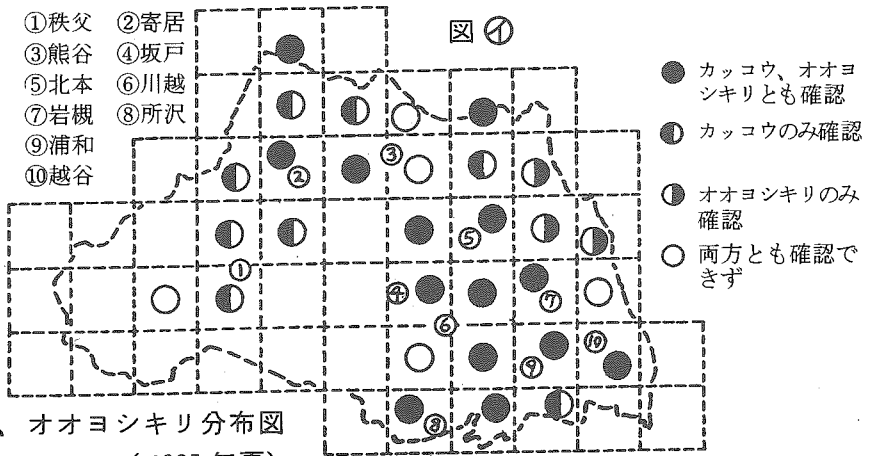 ①秩父 ②寄居
③熊谷 ④坂戸
⑤北本 ⑥川越
⑦岩槻 ⑧所沢
⑨浦和
⑩越谷
図 ㋑
カッコウ、オオヨ
シキリとも確認
カッコウのみ確認
オオヨシキリのみ
確認
両方とも確認で
きず
③
②
⑤
①
④
⑦
⑥
⑩
⑨
⑧
、オオヨシキリ分布図